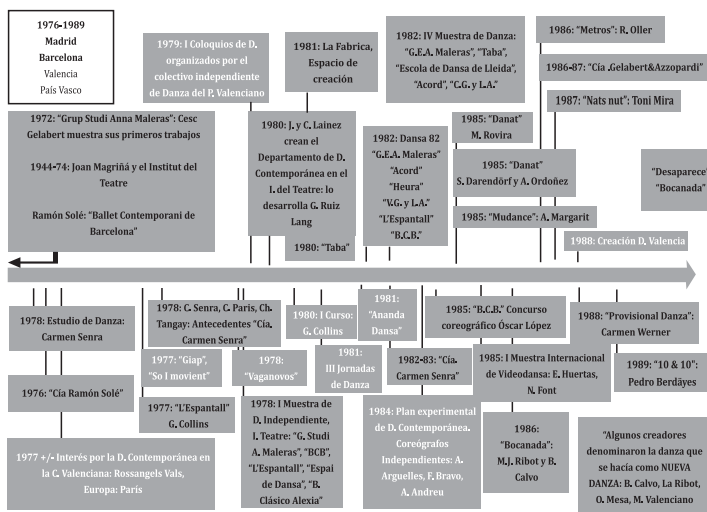 1976-1989
Madrid
Barcelona
Valencia
País Vasco
1979: I Coloquios de D.
organizados por el
colectivo independiente
de Danza del P. Valenciano
1981: La Fabrica,
Espacio de
creación
1982: IV Muestra de Danza:
"G.E.A. Maleras", "Taba",
"Escola de Dansa de Lleida",
"Acord", "C.G. y L.A."
1986: "Metros": R. Oller
1986-87: "Cía .Gelabert&Azzopardi"
1987: "Nats nut": Toni Mira
1972: "Grup Studi Anna Maleras": Cesc
Gelabert muestra sus primeros trabajos
1944-74: Joan Magriñá y el Institut del
Teatre
Ramón Solé: "Ballet Contemporani de
Barcelona"
1980: J. y C. Lainez
crean el
Departamento de D.
Contemporánea en el
I. del Teatre: lo
desarrolla G. Ruiz
Lang
1980: "Taba"
1982: Dansa 82
"G.E.A. Maleras"
"Acord"
"Heura"
"V.G. y L.A."
"L'Espantall"
"B.C.B."
1985: "Danat"
M. Rovira
1985: "Danat"
S. Darendörf y A. Ordoñez
1985: "Mudance": A. Margarit
"Desaparece
"Bocanada"
1988: Creación D. Valencia
1978: Estudio de Danza:
Carmen Senra
1976: "Cía Ramón Solé"
1977 +/- Interés por la D. Contemporánea en
la C. Valenciana: Rossangels Vals,
Europa: París
1978: C. Senra, C. Paris, Ch.
Tangay: Antecedentes "Cía.
Carmen Senra"
1977: "Giap",
"So I movient"
1977: "L'Espantall"
G. Collins
1978:
"Vaganovos"
1978: I Muestra de
D. Independiente,
I. Teatre: "G. Studi
A. Maleras", "BCB"
"L'Espantall", "Espai
de Dansa", "B.
Clásico Alexia"
1980: I Curso:
G. Collins
1981:
III Jornadas
de Danza
1981:
"Ananda
Dansa"
1982-83: "Cía.
Carmen Senra"
1984: Plan experimental
de D. Contemporánea.
Coreógrafos
Independientes: A.
Arguelles, F. Bravo,
A. Andreu
1985: "B.C.B." Concurso
coreográfico Óscar López
1985: I Muestra Internacional
de Videodansa: E. Huertas,
N. Font
1986:
"Bocanada":
M.J. Ribot y B.
Calvo
1988: "Provisional Danza":
Carmen Werner
1989: "10 & 10":
Pedro Berdäyes
"Algunos creadores
denominaron la danza que
se hacía como NUEVA
DANZA: B. Calvo, La Ribot,
O. Mesa, M. Valenciano